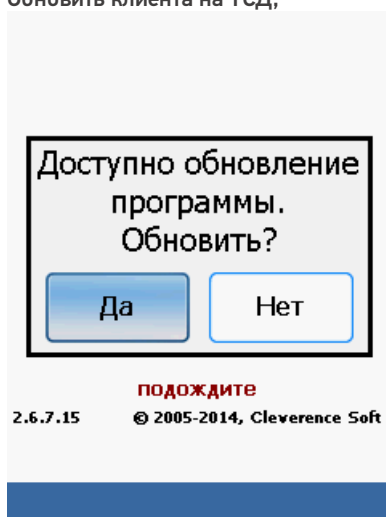 Обновить клиента на ТСД;
Доступно обновление
программы.
Обновить?
Да
Нет
подождите
2.6.7.15
© 2005-2014, Cleverence Soft